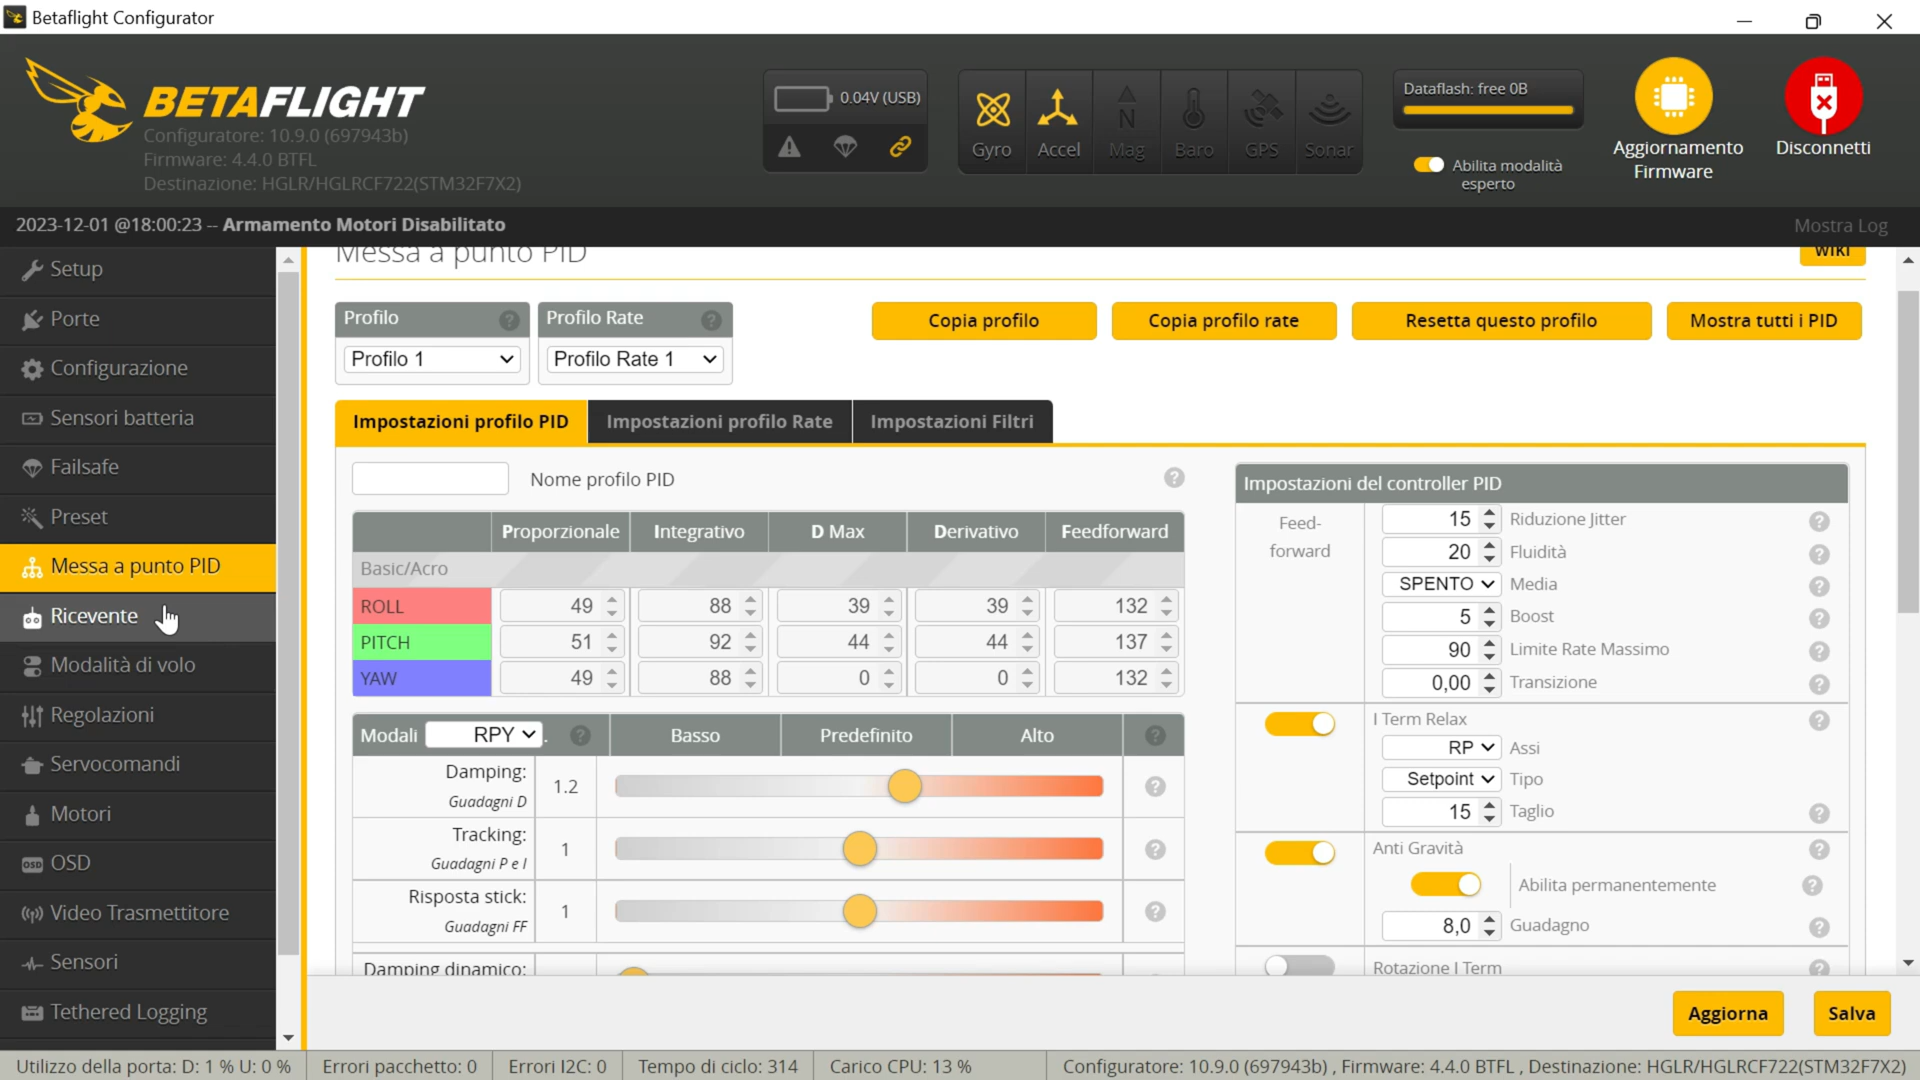 Betaflight Configurator
BETAFLIGHT
Configuratore: 10.9.0 (697943b)
Firmware: 4.4.0 BTFL
Destinazione: HGLR/HGLRCF722(STM32F7X2)
0.04V (USB)
Gyro
Accel
Mag
Baro
GPS
Sonar
Dataflash: free 0B
Abilita modalità
esperto
Aggiornamento
Firmware
Disconnetti
2023-12-01 @18:00:23 -- Armamento Motori Disabilitato
Mostra Log
Setup
Porte
Configurazione
Sensori batteria
Failsafe
Preset
Messa a punto PID
Ricevente
Modalità di volo
Regolazioni
Servocomandi
Motori
OSD
Video Trasmettitore
Sensori
Tethered Logging
Messa a punto PID
WIKI
Profilo
Profilo 1
Profilo Rate
Profilo Rate 1
Copia profilo
Copia profilo rate
Resetta questo profilo
Mostra tutti i PID
Impostazioni profilo PID
Impostazioni profilo Rate
Impostazioni Filtri
Nome profilo PID
Proporzionale Integrativo D Max Derivativo Feedforward
Basic/Acro
ROLL 49 88 39 39 132
PITCH 51 92 44 44 137
YAW 49 88 0 0 132
Modali RPY . Basso Predefinito Alto
Damping:
Guadagni D
1.2
Tracking:
Guadagni P e I
1
Risposta stick:
Guadagni FF
1
Damping dinamico:
Impostazioni del controller PID
Feed-
forward
15 Riduzione Jitter
20 Fluidità
SPENTO Media
5 Boost
90 Limite Rate Massimo
0,00 Transizione
I Term Relax
RP Assi
Setpoint Tipo
15 Taglio
Anti Gravità
Abilita permanentemente
8,0 Guadagno
Rotazione I Term
Aggiorna
Salva
Utilizzo della porta: D: 1 % U: 0 %
Errori pacchetto: 0
Errori I2C: 0
Tempo di ciclo: 314
Carico CPU: 13 %
Configuratore: 10.9.0 (697943b) , Firmware: 4.4.0 BTFL , Destinazione: HGLR/HGLRCF722(STM32F7X2)